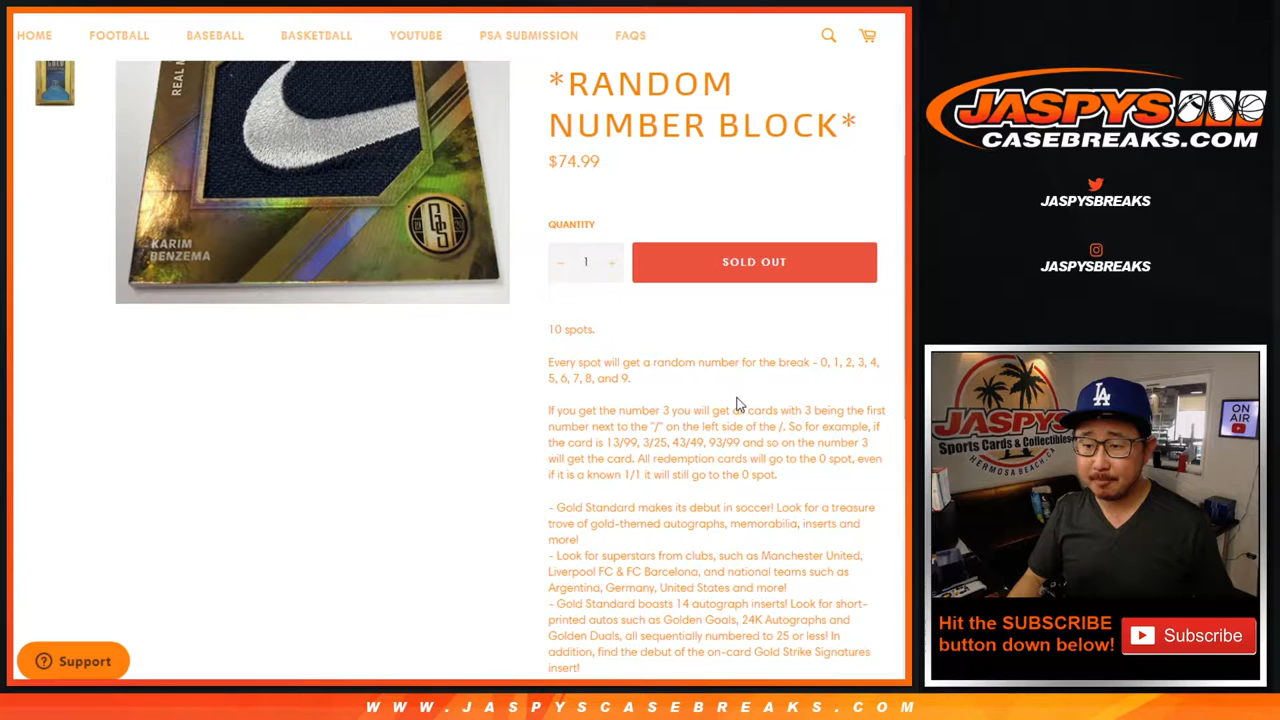 HOME
FOOTBALL
BASEBALL
BASKETBALL
YOUTUBE
PSA SUBMISSION
FAQS
REAL M
KARIM
BENZEMA
GS
*RANDOM
NUMBER BLOCK*
$74.99
QUANTITY
− 1 +
SOLD OUT
10 spots.
Every spot will get a random number for the break - 0, 1, 2, 3, 4,
5, 6, 7, 8, and 9.
If you get the number 3 you will get cards with 3 being the first
number next to the "/" on the left side of the /. So for example, if
the card is 13/99, 3/25, 43/49, 93/99 and so on the number 3
will get the card. All redemption cards will go to the 0 spot, even
if it is a known 1/1 it will still go to the 0 spot.
- Gold Standard makes its debut in soccer! Look for a treasure
trove of gold-themed autographs, memorabilia, inserts and
more!
- Look for superstars from clubs, such as Manchester United,
Liverpool FC & FC Barcelona, and national teams such as
Argentina, Germany, United States and more!
- Gold Standard boasts 14 autograph inserts! Look for short-
printed autos such as Golden Goals, 24K Autographs and
Golden Duals, all sequentially numbered to 25 or less! In
addition, find the debut of the on-card Gold Strike Signatures
insert!
Support
JASPYS
CASEBREAKS.COM
JASPYSBREAKS
JASPYSBREAKS
JASPYS
Sports Cards & Collectibles
HERMOSA BEACH, CA
LA
ON
AIR
Hit the SUBSCRIBE
button down below!
Subscribe
WWW.JASPYSCASEBREAKS.COM